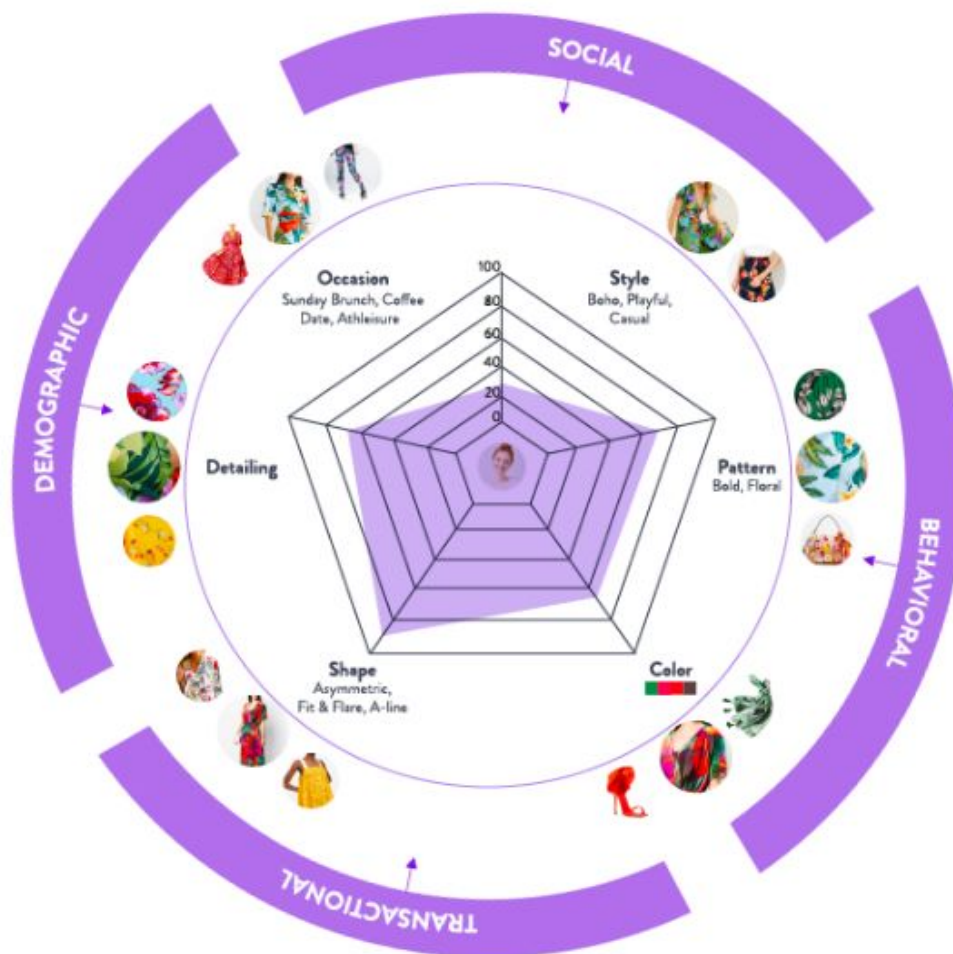 SOCIAL
DEMOGRAPHIC
BEHAVIORAL
TRANSACTIONAL
Occasion
Sunday Brunch, Coffee
Date, Athleisure
Style
Boho, Playful,
Casual
100
80
60
40
20
0
Detailing
Pattern
Bold, Floral
Shape
Asymmetric,
Fit & Flare, A-line
Color